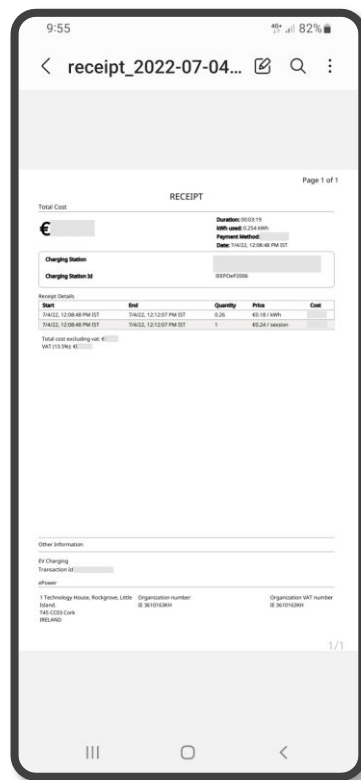 9:55
4G+ 82%
receipt_2022-07-04...
Page 1 of 1
RECEIPT
Total Cost
€
Duration: 00:03:19
kWh used: 0.254 kWh
Payment Method:
Date: 7/4/22, 12:08:48 PM IST
Charging Station
Charging Station Id
Receipt Details
Start End Quantity Price Cost
7/4/22, 12:08:48 PM IST 7/4/22, 12:12:07 PM IST 0.26 €0.18 / kWh
7/4/22, 12:08:48 PM IST 7/4/22, 12:12:07 PM IST 1 €0.24 / session
Total cost excluding vat: €
VAT (13.5%): €
Other Information
EV Charging
Transaction Id
ePower
1 Technology House, Rockgrove, Little Organization number Organization VAT number
Island. IE 3610163KH IE 3610163KH
T45 CC03 Cork
IRELAND
1/1